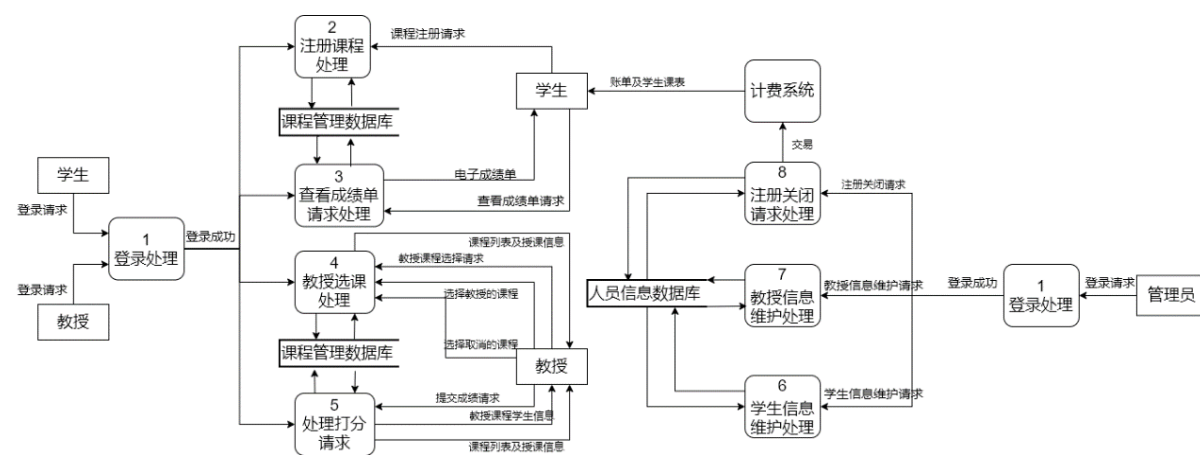 2
注册课程
处理
课程注册请求
学生
账单及学生课表
计费系统
课程管理数据库
交易
3
查看成绩单
请求处理
电子成绩单
查看成绩单请求
8
注册关闭
请求处理
注册关闭请求
学生
登录请求
1
登录处理
登录成功
登录请求
教授
课程列表及授课信息
4
教授选课
处理
教授课程选择请求
选择教授的课程
选择取消的课程
课程管理数据库
教授
人员信息数据库
7
教授信息
维护处理
教授信息维护请求
登录成功
1
登录处理
登录请求
管理员
5
处理打分
请求
提交成绩请求
教授课程学生信息
课程列表及授课信息
6
学生信息
维护处理
学生信息维护请求